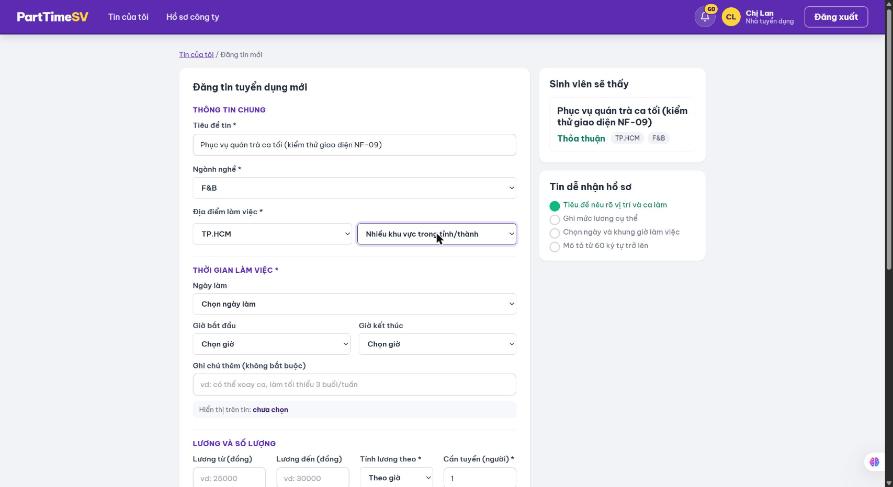 PartTimeSV
Tin của tôi
Hồ sơ công ty
60
CL
Chị Lan
Nhà tuyển dụng
Đăng xuất
Tin của tôi / Đăng tin mới
Đăng tin tuyển dụng mới
THÔNG TIN CHUNG
Tiêu đề tin *
Phục vụ quán trà ca tối (kiểm thử giao diện NF-09)
Ngành nghề *
F&B
Địa điểm làm việc *
TP.HCM
Nhiều khu vực trong tỉnh/thành
THỜI GIAN LÀM VIỆC *
Ngày làm
Chọn ngày làm
Giờ bắt đầu
Giờ kết thúc
Chọn giờ
Chọn giờ
Ghi chú thêm (không bắt buộc)
vd: có thể xoay ca, làm tối thiểu 3 buổi/tuần
Hiển thị trên tin: chưa chọn
LƯƠNG VÀ SỐ LƯỢNG
Lương từ (đồng)
Lương đến (đồng)
Tính lương theo *
Cần tuyển (người) *
vd: 25000
vd: 30000
Theo giờ
1
Sinh viên sẽ thấy
Phục vụ quán trà ca tối (kiểm
thử giao diện NF-09)
Thỏa thuận
TP.HCM
F&B
Tin dễ nhận hồ sơ
Tiêu đề nêu rõ vị trí và ca làm
Ghi mức lương cụ thể
Chọn ngày và khung giờ làm việc
Mô tả từ 60 ký tự trở lên